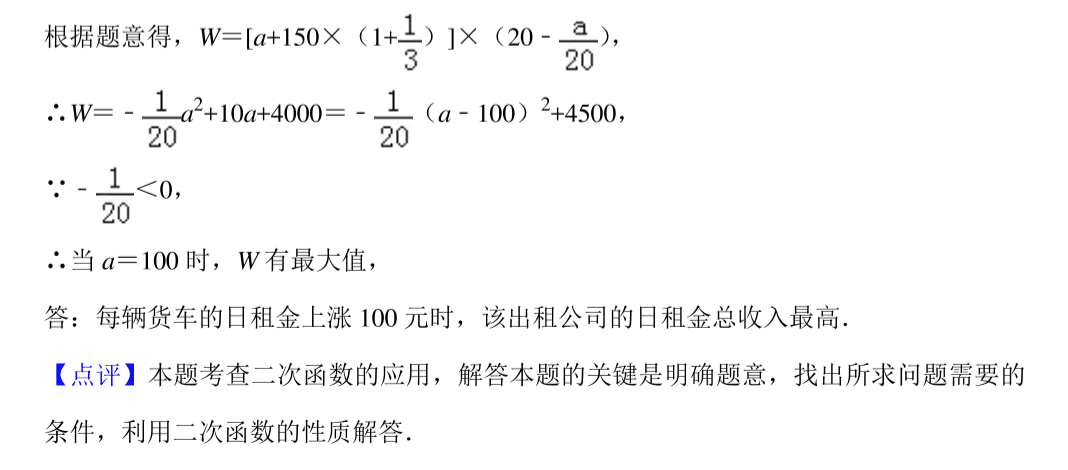 根据题意得，W＝[a+150×（1+1/3）]×（20﹣a/20），
∴W＝﹣1/20a²+10a+4000＝﹣1/20（a﹣100）²+4500，
∵﹣1/20＜0，
∴当 a＝100 时，W 有最大值，
答：每辆货车的日租金上涨 100 元时，该出租公司的日租金总收入最高．
【点评】本题考查二次函数的应用，解答本题的关键是明确题意，找出所求问题需要的
条件，利用二次函数的性质解答．